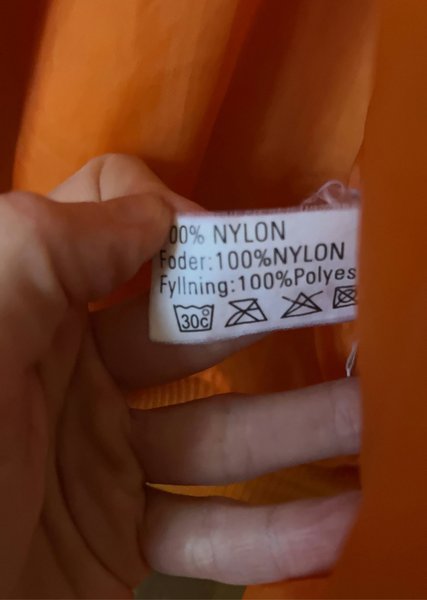 00% NYLON
Foder:100%NYLON
Fyllning:100%Polyes
30c